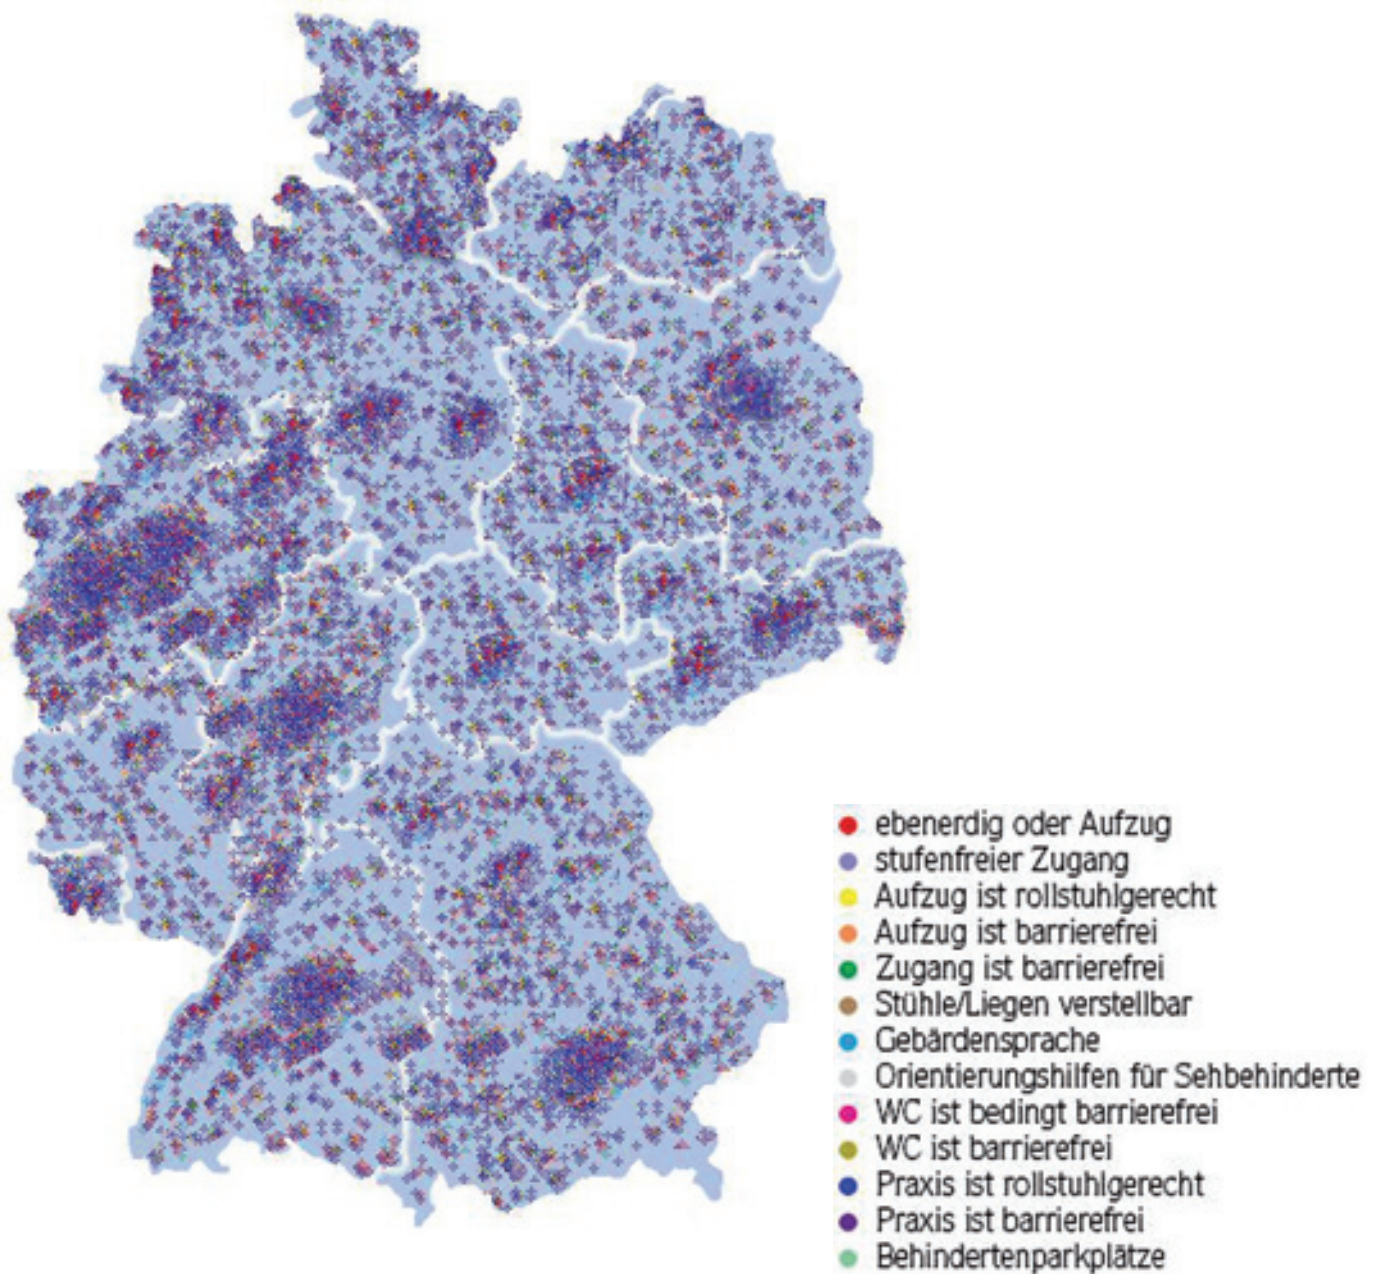 ebenerdig oder Aufzug
stufenfreier Zugang
Aufzug ist rollstuhlgerecht
Aufzug ist barrierefrei
Zugang ist barrierefrei
Stühle/Liegen verstellbar
Gebärdensprache
Orientierungshilfen für Sehbehinderte
WC ist bedingt barrierefrei
WC ist barrierefrei
Praxis ist rollstuhlgerecht
Praxis ist barrierefrei
Behindertenparkplätze